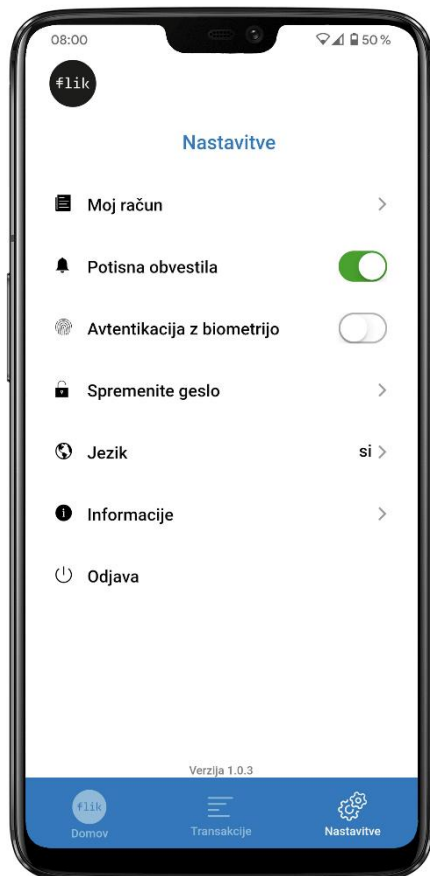 08:00
50 %
flik
Nastavitve
Moj račun
Potisna obvestila
Avtentikacija z biometrijo
Spremenite geslo
Jezik
si
Informacije
Odjava
Verzija 1.0.3
flik
Domov
Transakcije
Nastavitve